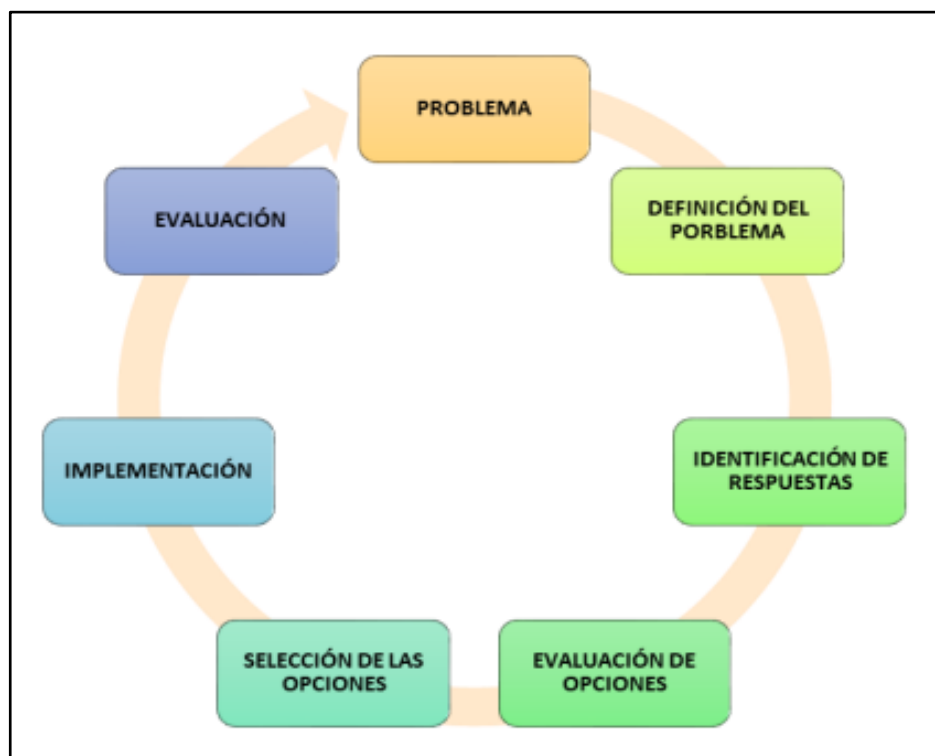 PROBLEMA
DEFINICIÓN DEL
PORBLEMA
IDENTIFICACIÓN DE
RESPUESTAS
EVALUACIÓN DE
OPCIONES
SELECCIÓN DE LAS
OPCIONES
IMPLEMENTACIÓN
EVALUACIÓN